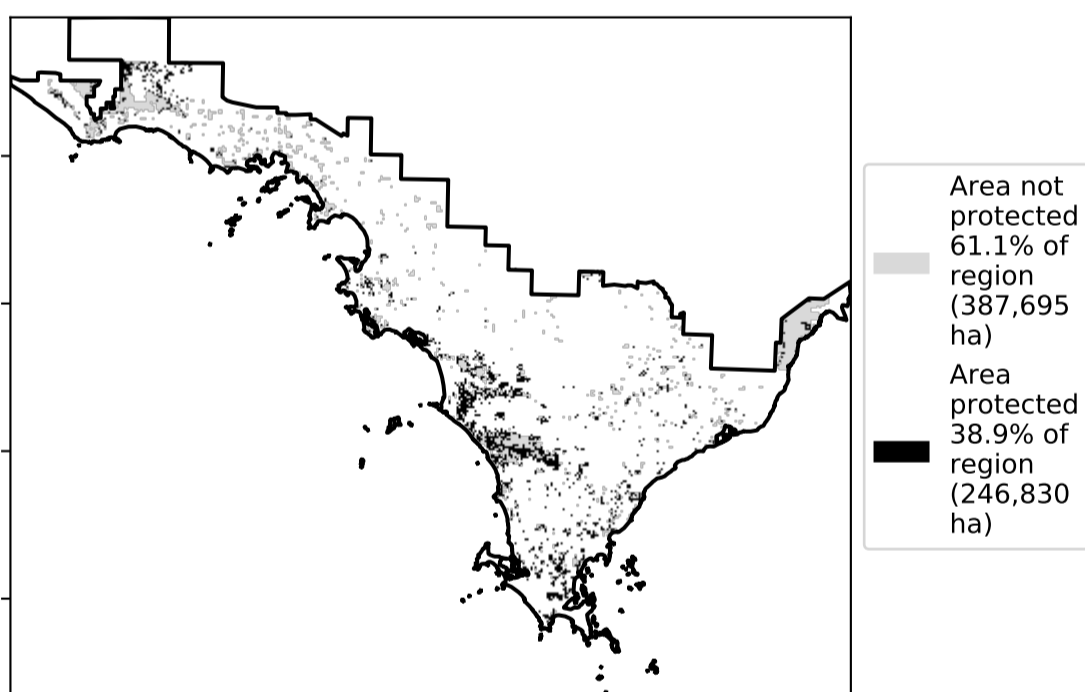 Area not
protected
61.1% of
region
(387,695
ha)
Area
protected
38.9% of
region
(246,830
ha)